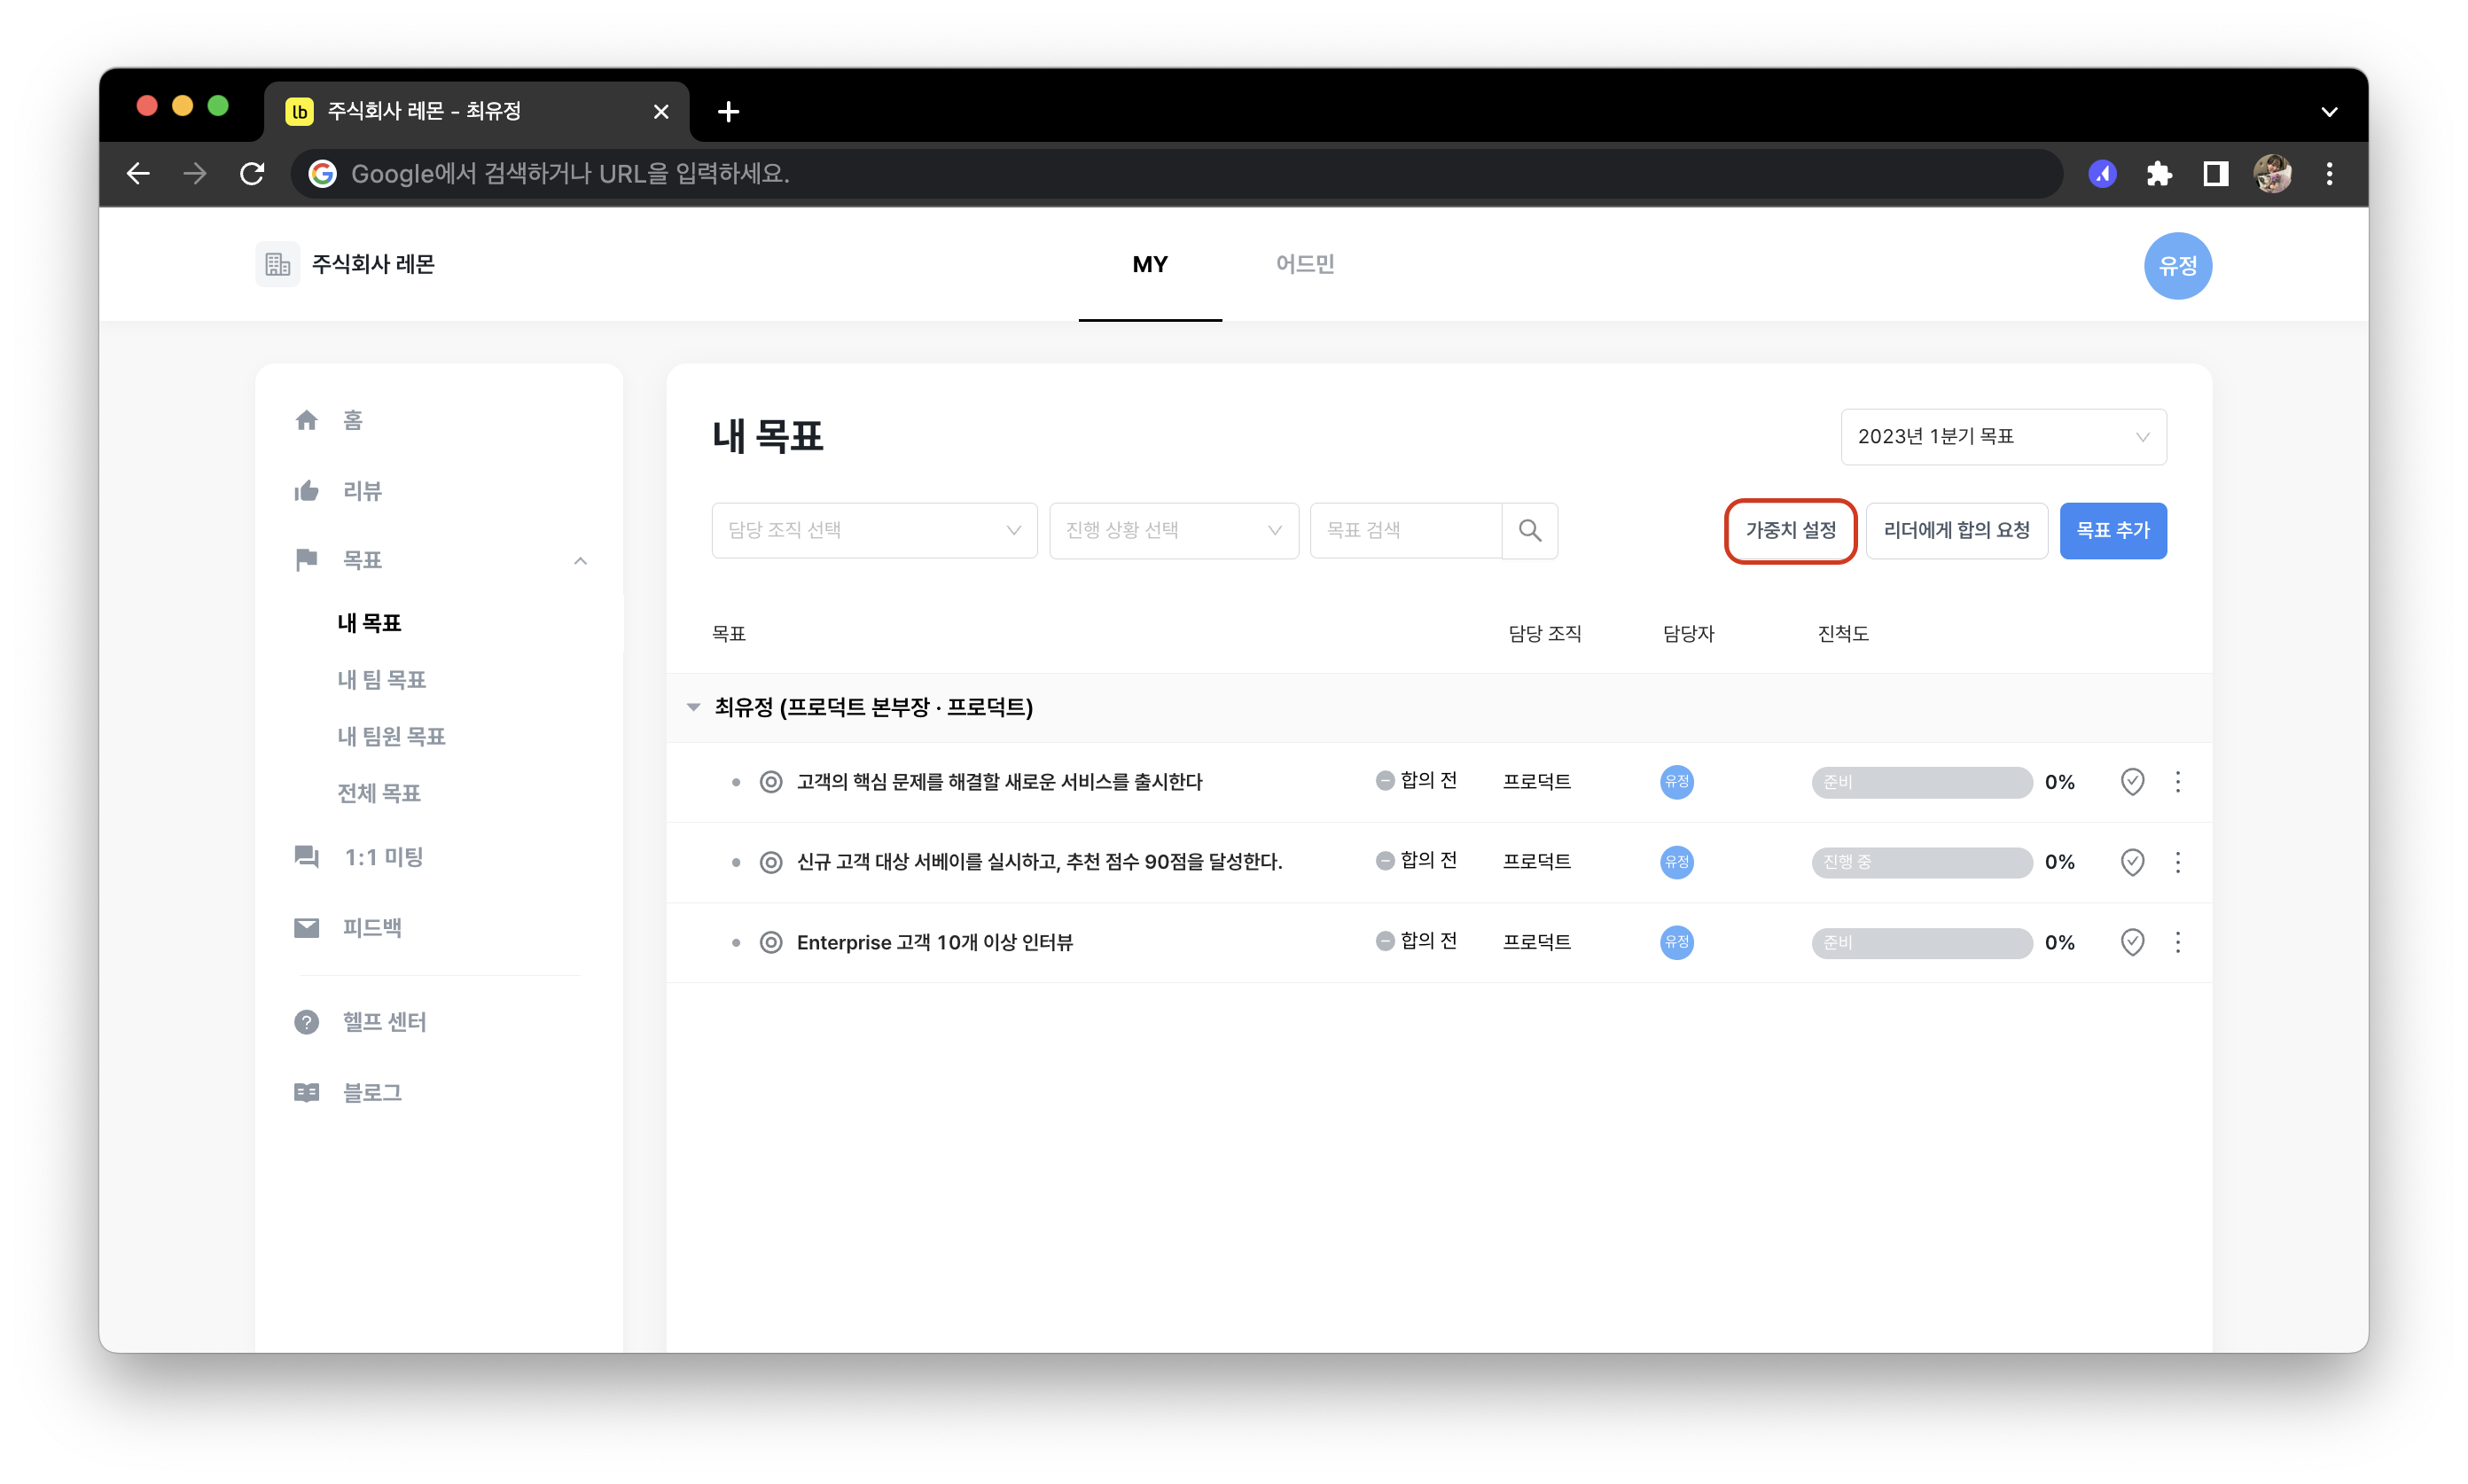 lb 주식회사 레몬 - 최유정
Google에서 검색하거나 URL을 입력하세요.
주식회사 레몬
MY
어드민
유정
홈
리뷰
목표
내 목표
내 팀 목표
내 팀원 목표
전체 목표
1:1 미팅
피드백
헬프 센터
블로그
내 목표
2023년 1분기 목표
담당 조직 선택
진행 상황 선택
목표 검색
가중치 설정
리더에게 합의 요청
목표 추가
목표 담당 조직 담당자 진척도
최유정 (프로덕트 본부장 · 프로덕트)
고객의 핵심 문제를 해결할 새로운 서비스를 출시한다 합의 전 프로덕트 유정 준비 0%
신규 고객 대상 서베이를 실시하고, 추천 점수 90점을 달성한다. 합의 전 프로덕트 유정 진행 중 0%
Enterprise 고객 10개 이상 인터뷰 합의 전 프로덕트 유정 준비 0%